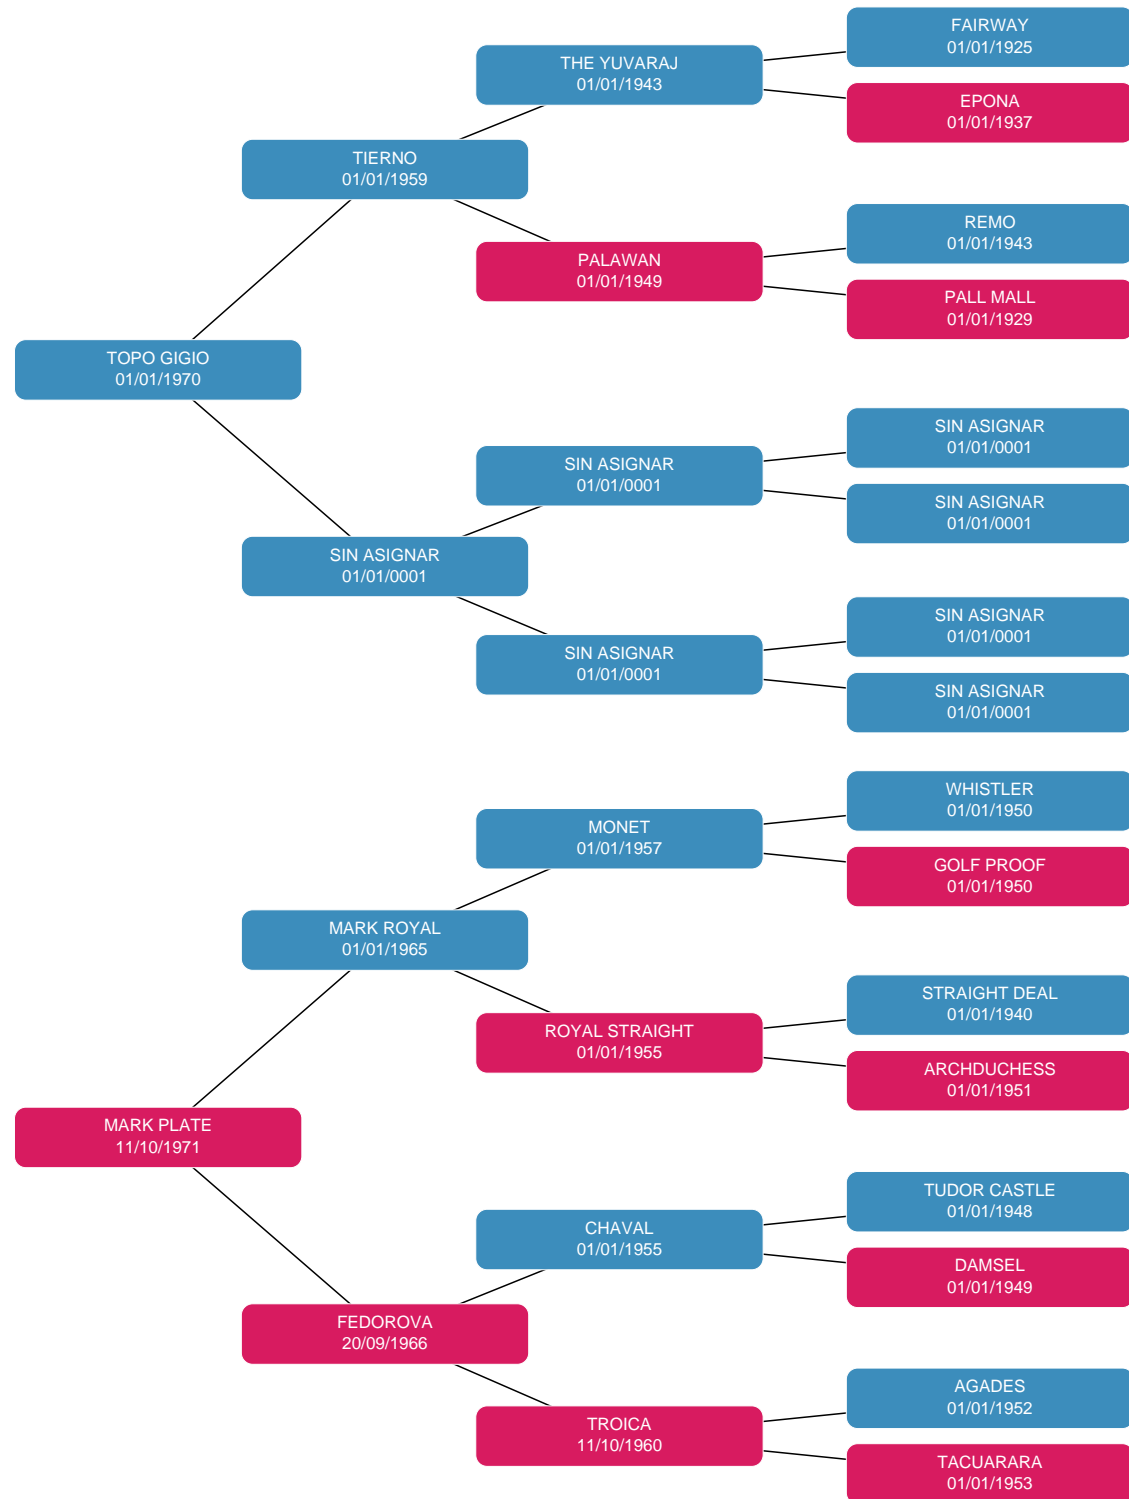 FAIRWAY
01/01/1925
THE YUVARAJ
01/01/1943
EPONA
01/01/1937
TIERNO
01/01/1959
REMO
01/01/1943
PALAWAN
01/01/1949
PALL MALL
01/01/1929
TOPO GIGIO
01/01/1970
SIN ASIGNAR
01/01/0001
SIN ASIGNAR
01/01/0001
SIN ASIGNAR
01/01/0001
SIN ASIGNAR
01/01/0001
SIN ASIGNAR
01/01/0001
SIN ASIGNAR
01/01/0001
SIN ASIGNAR
01/01/0001
WHISTLER
01/01/1950
MONET
01/01/1957
GOLF PROOF
01/01/1950
MARK ROYAL
01/01/1965
STRAIGHT DEAL
01/01/1940
ROYAL STRAIGHT
01/01/1955
ARCHDUCHESS
01/01/1951
MARK PLATE
11/10/1971
TUDOR CASTLE
01/01/1948
CHAVAL
01/01/1955
DAMSEL
01/01/1949
FEDOROVA
20/09/1966
AGADES
01/01/1952
TROICA
11/10/1960
TACUARARA
01/01/1953